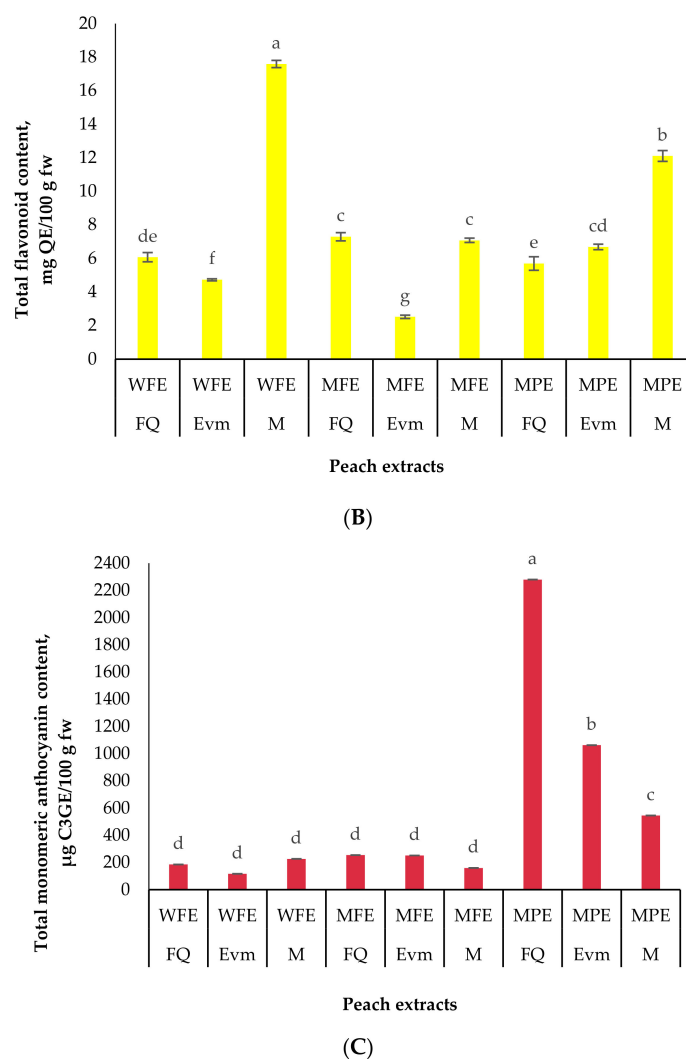 Total flavonoid content,
mg QE/100 g fw
20
18
16
14
12
10
8
6
4
2
0
de
f
a
c
g
c
e
cd
b
WFE WFE WFE MFE MFE MFE MPE MPE MPE
FQ Evm M FQ Evm M FQ Evm M
Peach extracts
(B)
Total monomeric anthocyanin content,
µg C3GE/100 g fw
2400
2200
2000
1800
1600
1400
1200
1000
800
600
400
200
0
d
d
d
d
d
d
a
b
c
WFE WFE WFE MFE MFE MFE MPE MPE MPE
FQ Evm M FQ Evm M FQ Evm M
Peach extracts
(C)